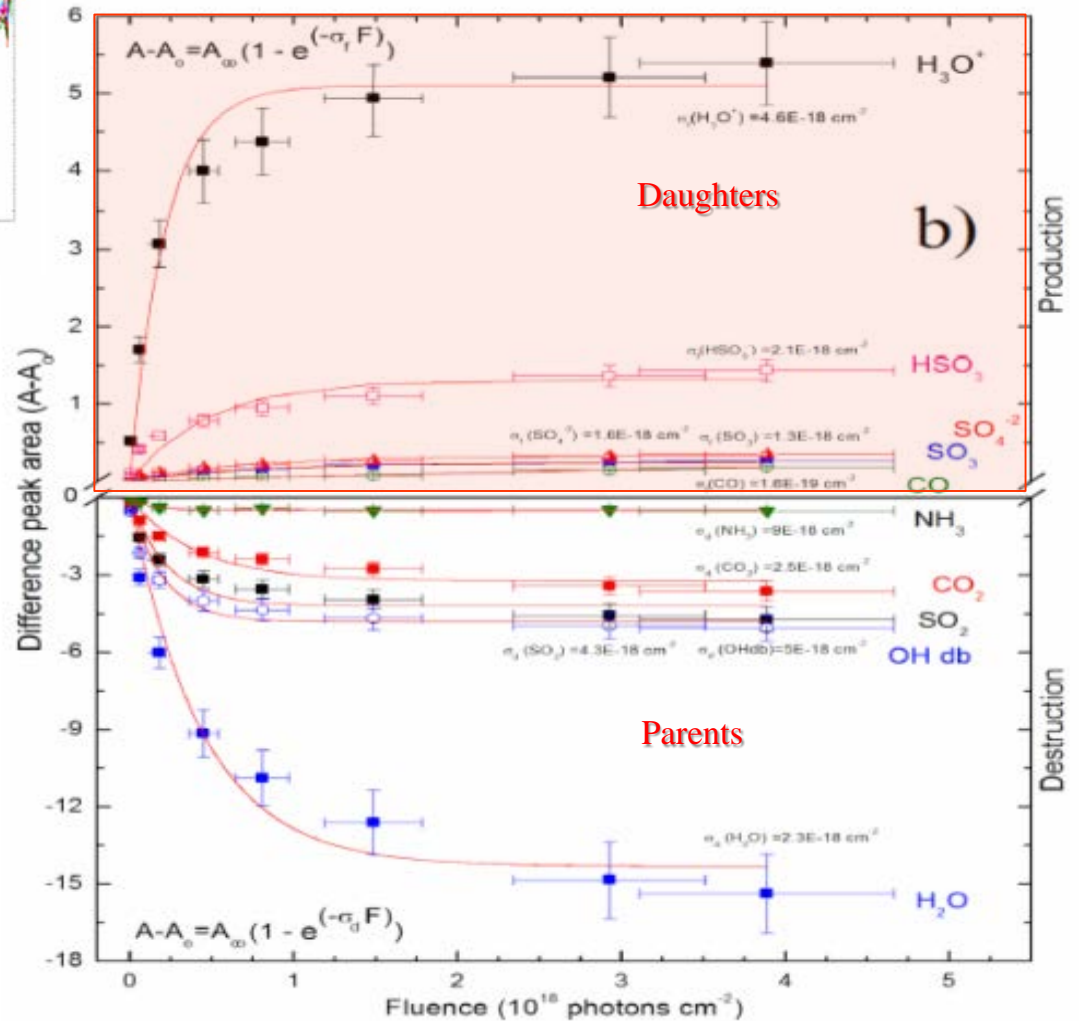 6
5
4
3
2
1
0
-3
-6
-9
-12
-15
-18
Difference peak area (A-A₀)
A-A₀=A∞(1 - e^(-σf F))
H₃O⁺
σf(H₃O⁺) =4.6E-18 cm⁻²
Daughters
b)
Production
σf(HSO₃⁻) =2.1E-18 cm⁻²
HSO₃⁻
SO₄⁻²
σf (SO₄⁻²) =1.6E-18 cm⁻² σf (SO₃) =1.3E-18 cm⁻²
SO₃
σf(CO) =1.6E-19 cm⁻²
CO
NH₃
σd (NH₃) =9E-18 cm⁻²
σd (CO₂) =2.5E-18 cm⁻²
CO₂
SO₂
σd (SO₂) =4.3E-18 cm⁻² σd (OHdb)=5E-18 cm⁻²
OH db
Parents
Destruction
σd (H₂O) =2.3E-18 cm⁻²
H₂O
A-A₀=A∞(1 - e^(-σd F))
0 1 2 3 4 5
Fluence (10¹⁸ photons cm⁻²)